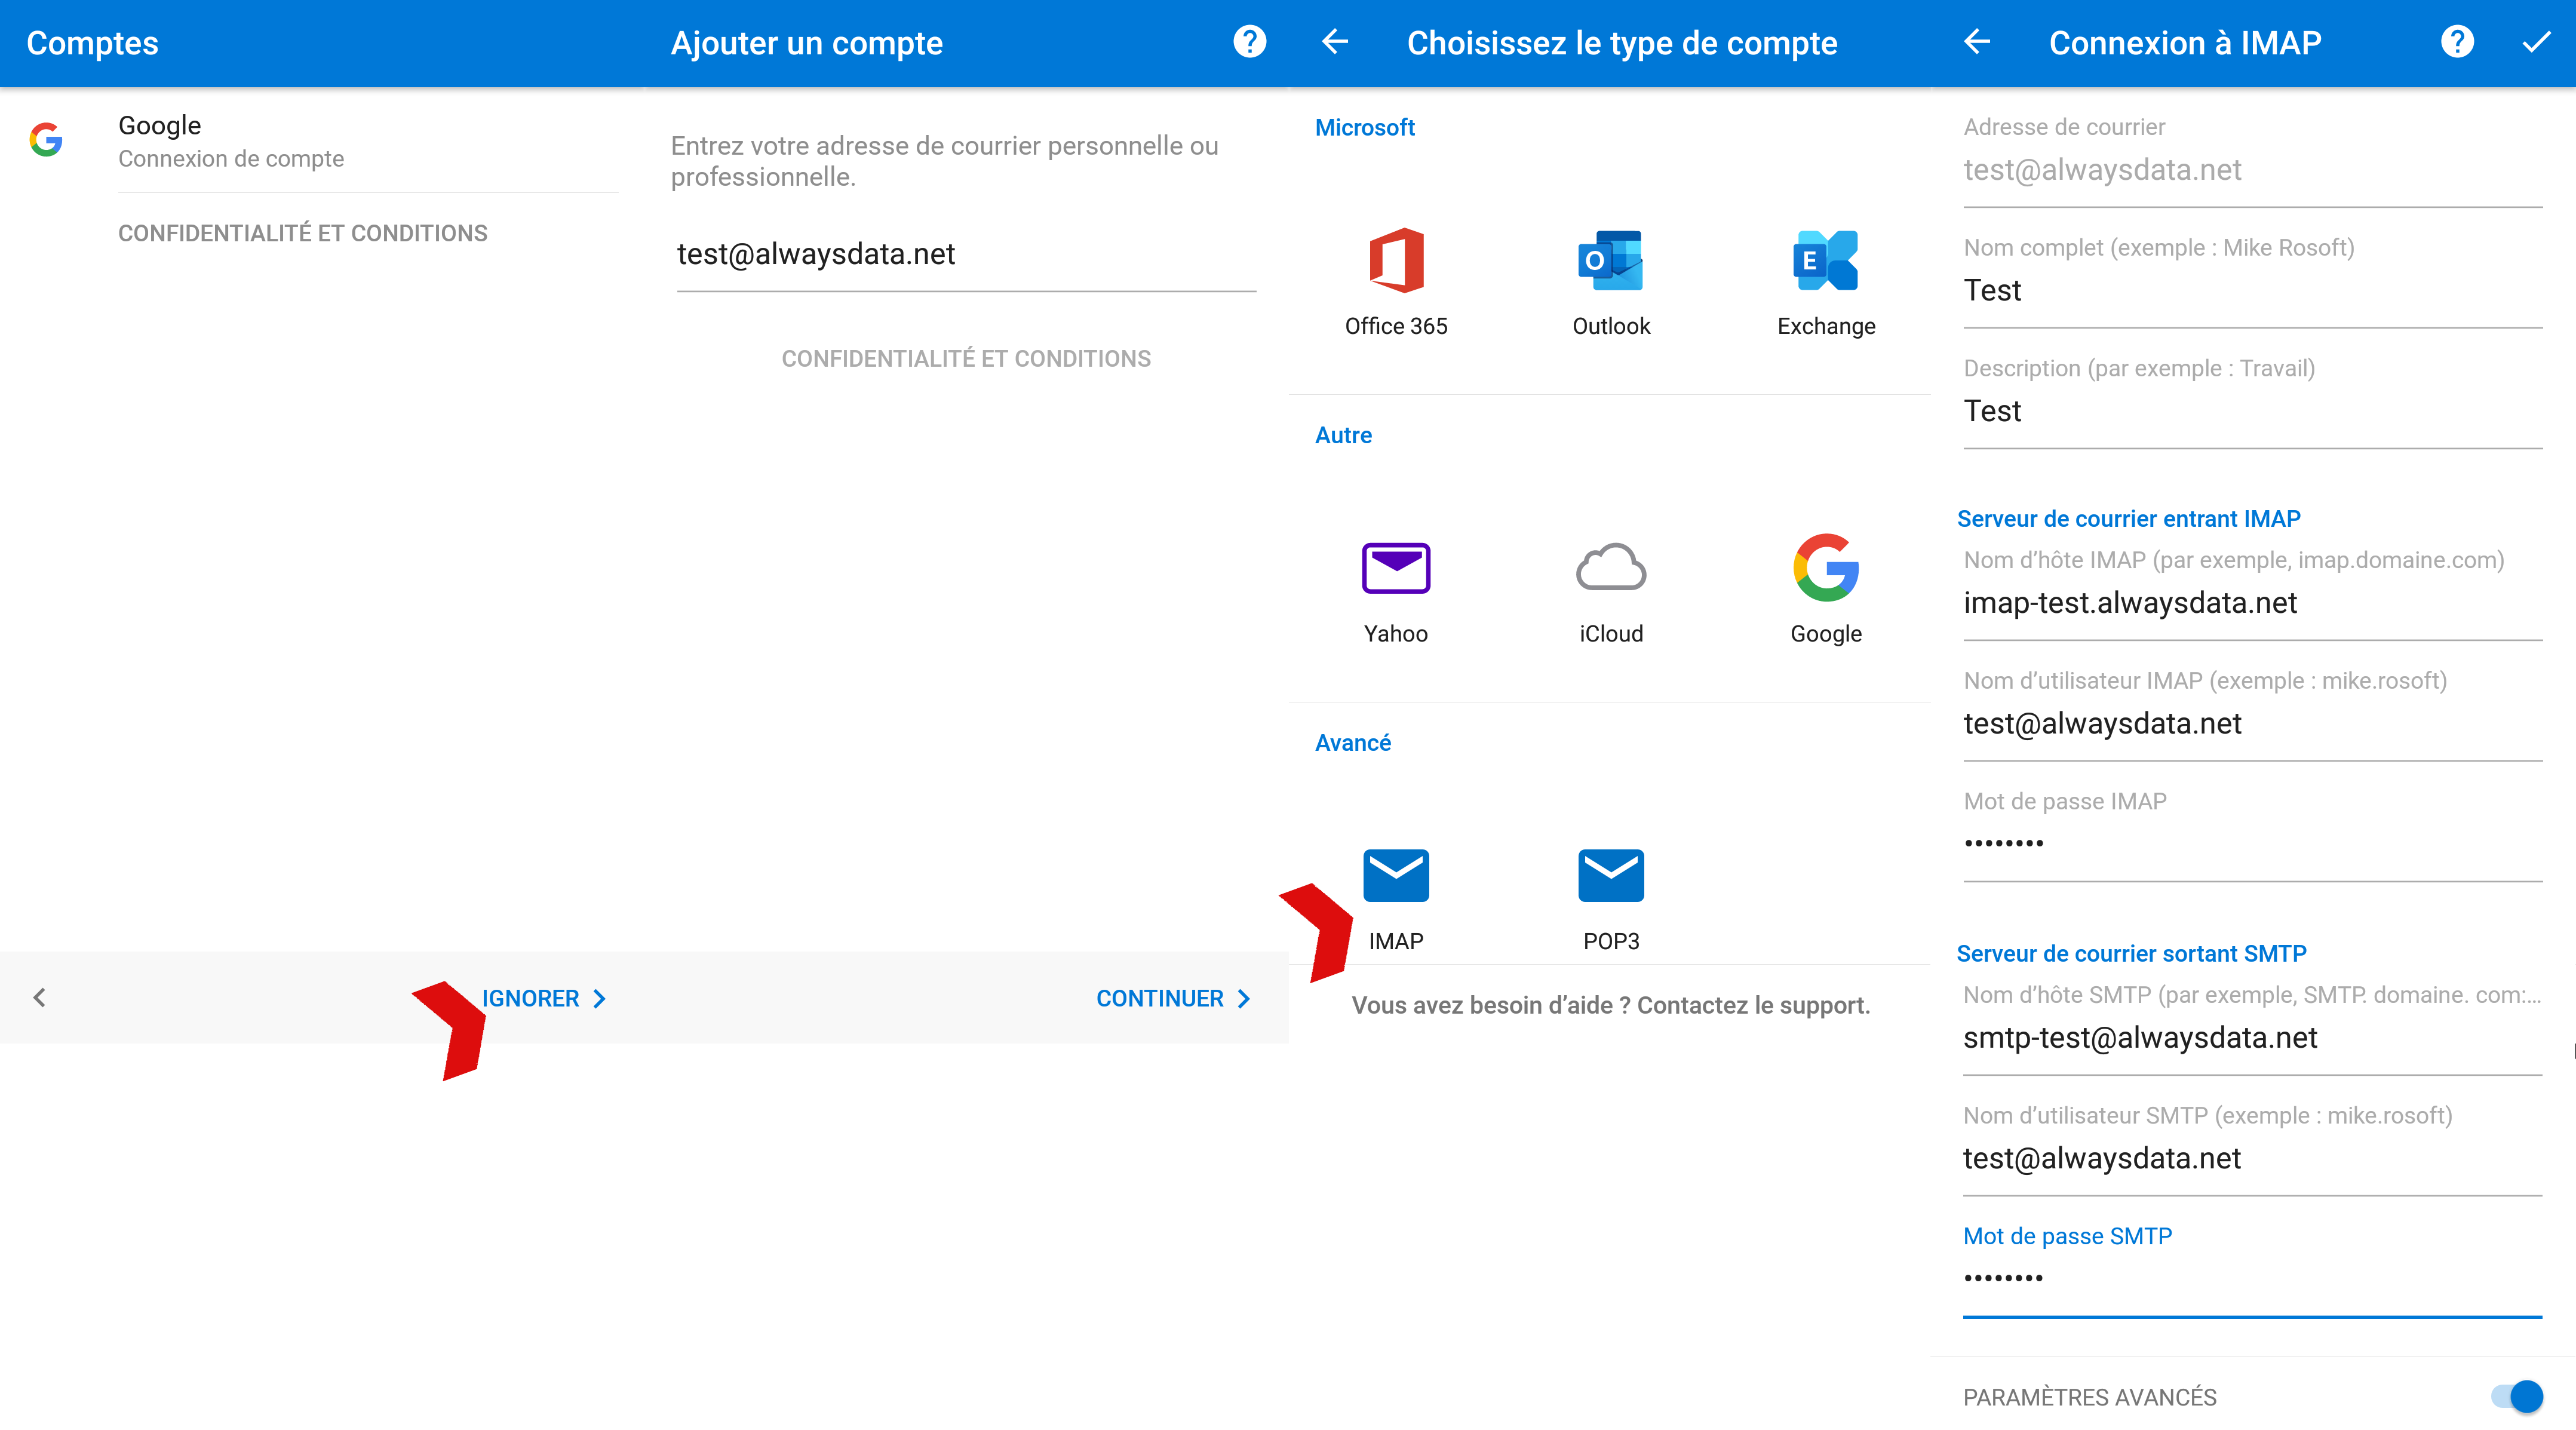 Comptes
Google
Connexion de compte
CONFIDENTIALITÉ ET CONDITIONS
IGNORER
Ajouter un compte
Entrez votre adresse de courrier personnelle ou
professionnelle.
test@alwaysdata.net
CONFIDENTIALITÉ ET CONDITIONS
CONTINUER
Choisissez le type de compte
Microsoft
Office 365 Outlook Exchange
Autre
Yahoo iCloud Google
Avancé
IMAP POP3
Vous avez besoin d’aide ? Contactez le support.
Connexion à IMAP
Adresse de courrier
test@alwaysdata.net
Nom complet (exemple : Mike Rosoft)
Test
Description (par exemple : Travail)
Test
Serveur de courrier entrant IMAP
Nom d’hôte IMAP (par exemple, imap.domaine.com)
imap-test.alwaysdata.net
Nom d’utilisateur IMAP (exemple : mike.rosoft)
test@alwaysdata.net
Mot de passe IMAP
••••••••
Serveur de courrier sortant SMTP
Nom d’hôte SMTP (par exemple, SMTP. domaine. com:...
smtp-test@alwaysdata.net
Nom d’utilisateur SMTP (exemple : mike.rosoft)
test@alwaysdata.net
Mot de passe SMTP
••••••••
PARAMÈTRES AVANCÉS